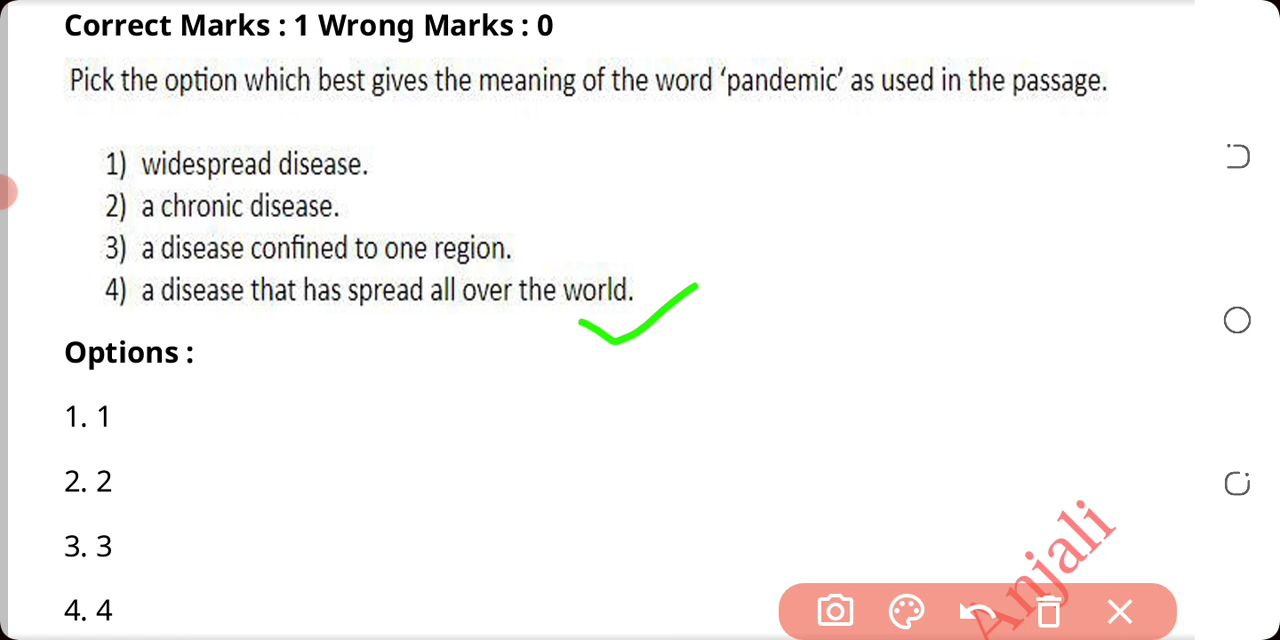 Correct Marks : 1 Wrong Marks : 0
Pick the option which best gives the meaning of the word ‘pandemic’ as used in the passage.
1) widespread disease.
2) a chronic disease.
3) a disease confined to one region.
4) a disease that has spread all over the world.
Options :
1. 1
2. 2
3. 3
4. 4
Anjali